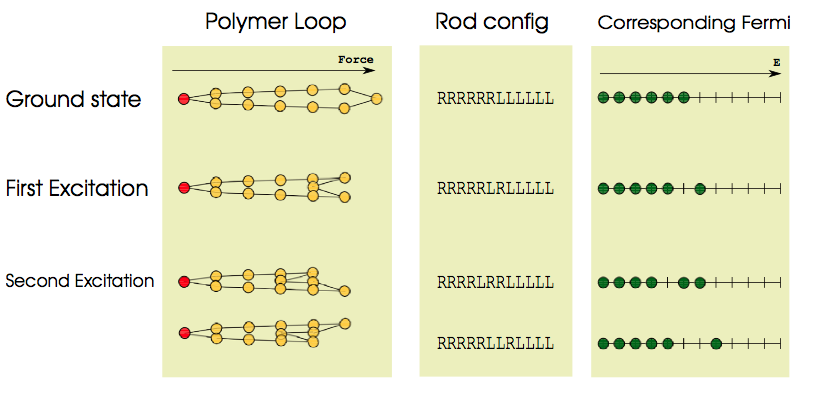 Polymer Loop
Rod config
Corresponding Fermi
Force
E
Ground state
RRRRRRLLLLLL
First Excitation
RRRRRLRLLLLL
Second Excitation
RRRRLRRLLLLL
RRRRRLLRLLLL